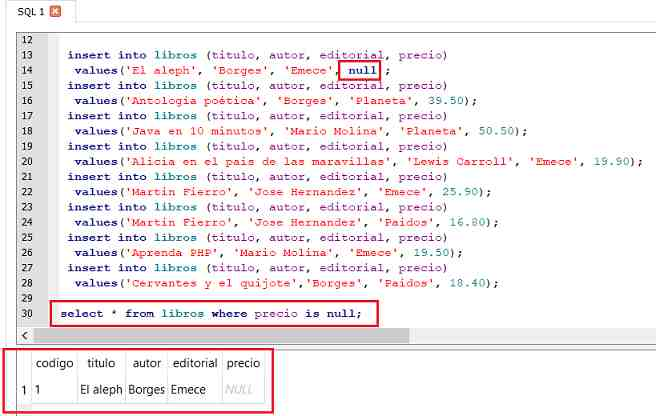 SQL 1
12
13 insert into libros (titulo, autor, editorial, precio)
14 values('El aleph', 'Borges', 'Emece', null ;
15 insert into libros (titulo, autor, editorial, precio)
16 values('Antología poética', 'Borges', 'Planeta', 39.50);
17 insert into libros (titulo, autor, editorial, precio)
18 values('Java en 10 minutos', 'Mario Molina', 'Planeta', 50.50);
19 insert into libros (titulo, autor, editorial, precio)
20 values('Alicia en el pais de las maravillas', 'Lewis Carroll', 'Emece', 19.90);
21 insert into libros (titulo, autor, editorial, precio)
22 values('Martin Fierro', 'Jose Hernandez', 'Emece', 25.90);
23 insert into libros (titulo, autor, editorial, precio)
24 values('Martin Fierro', 'Jose Hernandez', 'Paidos', 16.80);
25 insert into libros (titulo, autor, editorial, precio)
26 values('Aprenda PHP', 'Mario Molina', 'Emece', 19.50);
27 insert into libros (titulo, autor, editorial, precio)
28 values('Cervantes y el quijote','Borges', 'Paidos', 18.40);
29
30 select * from libros where precio is null;
codigo titulo autor editorial precio
1 1 El aleph Borges Emece NULL